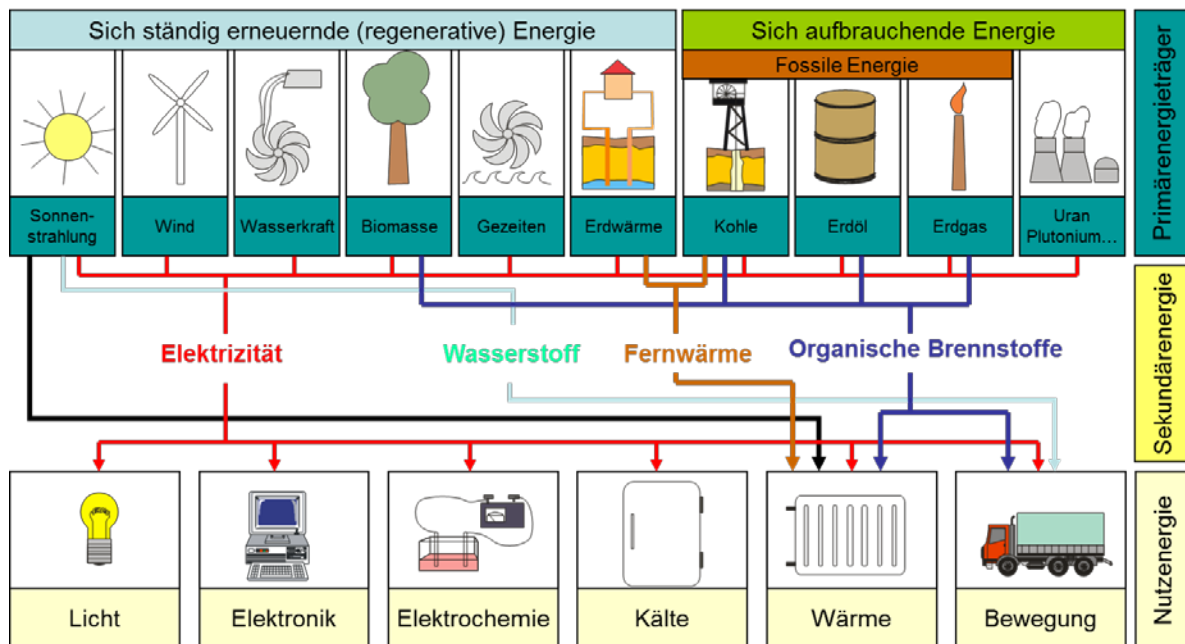 Sich ständig erneuernde (regenerative) Energie
Sich aufbrauchende Energie
Fossile Energie
Primärenergieträger
Sonnen-
strahlung
Wind
Wasserkraft
Biomasse
Gezeiten
Erdwärme
Kohle
Erdöl
Erdgas
Uran
Plutonium...
Sekundärenergie
Elektrizität
Wasserstoff
Fernwärme
Organische Brennstoffe
Nutzenergie
Licht
Elektronik
Elektrochemie
Kälte
Wärme
Bewegung